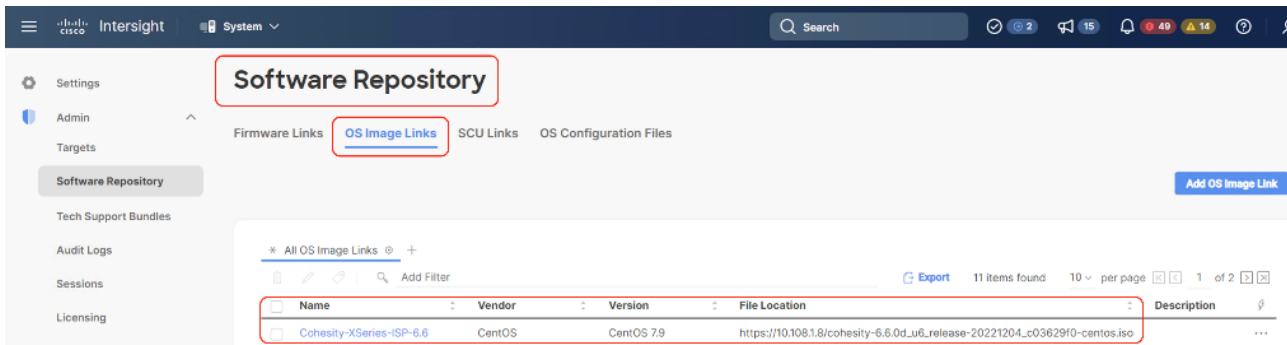 cisco Intersight System Search 2 15 49 14
Settings
Admin
Targets
Software Repository
Tech Support Bundles
Audit Logs
Sessions
Licensing
Software Repository
Firmware Links OS Image Links SCU Links OS Configuration Files
Add OS Image Link
All OS Image Links
Add Filter Export 11 items found 10 per page 1 of 2
Name Vendor Version File Location Description
Cohesity-XSeries-ISP-6.6 CentOS CentOS 7.9 https://10.108.1.8/cohesity-6.6.0d_u6_release-20221204_c03629f0-centos.iso